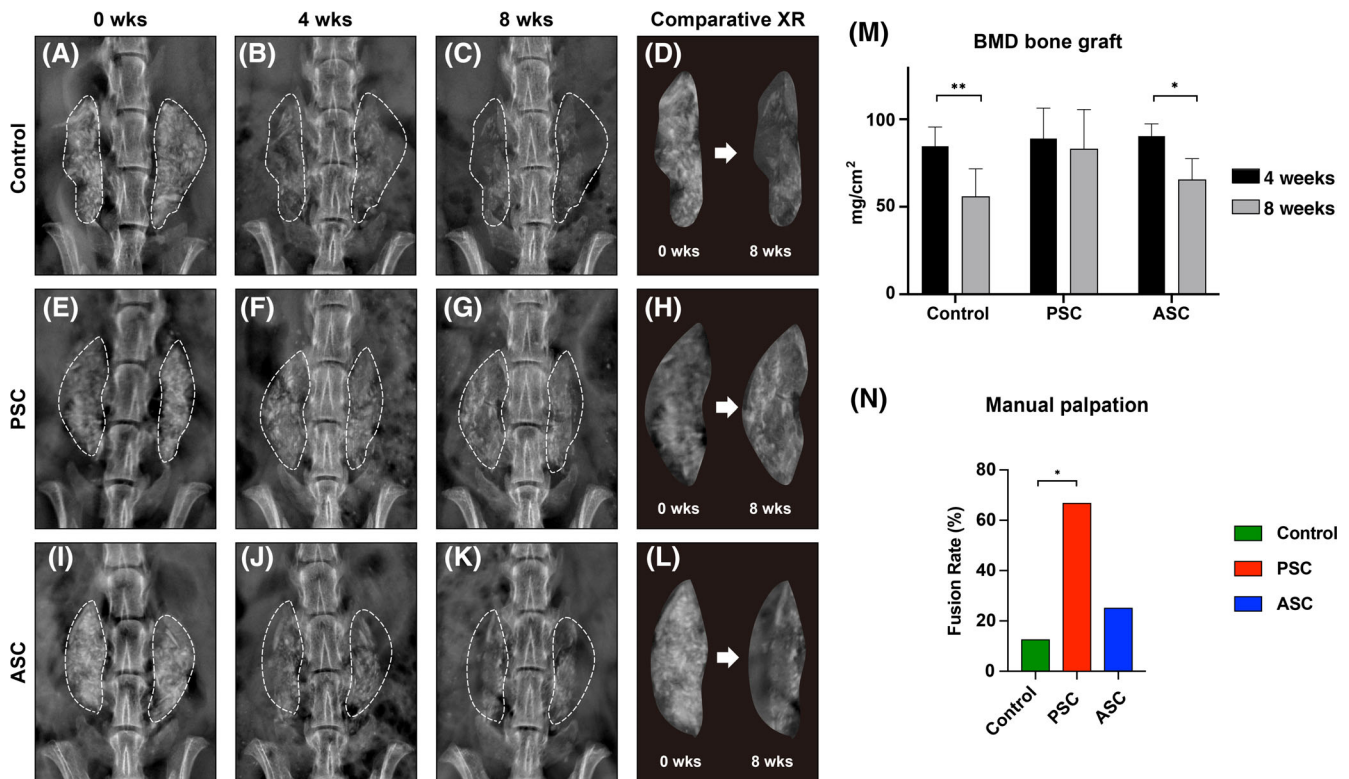 0 wks
4 wks
8 wks
Comparative XR
Control
(A)
(B)
(C)
(D)
0 wks
8 wks
PSC
(E)
(F)
(G)
(H)
0 wks
8 wks
ASC
(I)
(J)
(K)
(L)
0 wks
8 wks
(M)
BMD bone graft
mg/cm²
100
50
0
**
*
Control
PSC
ASC
4 weeks
8 weeks
(N)
Manual palpation
Fusion Rate (%)
80
60
40
20
0
*
Control
PSC
ASC
Control
PSC
ASC